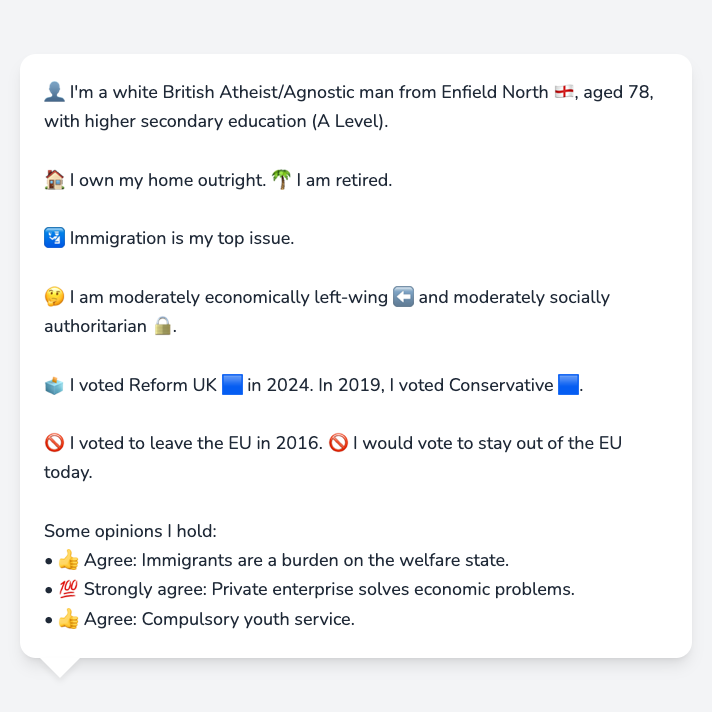 👤 I'm a white British Atheist/Agnostic man from Enfield North 🏴󠁧󠁢󠁥󠁮󠁧󠁿, aged 78,
with higher secondary education (A Level).
🏠 I own my home outright. 🌴 I am retired.
🛂 Immigration is my top issue.
🤔 I am moderately economically left-wing ⬅️ and moderately socially
authoritarian 🔒.
🗳️ I voted Reform UK 🟦 in 2024. In 2019, I voted Conservative 🟦.
🚫 I voted to leave the EU in 2016. 🚫 I would vote to stay out of the EU
today.
Some opinions I hold:
• 👍 Agree: Immigrants are a burden on the welfare state.
• 💯 Strongly agree: Private enterprise solves economic problems.
• 👍 Agree: Compulsory youth service.